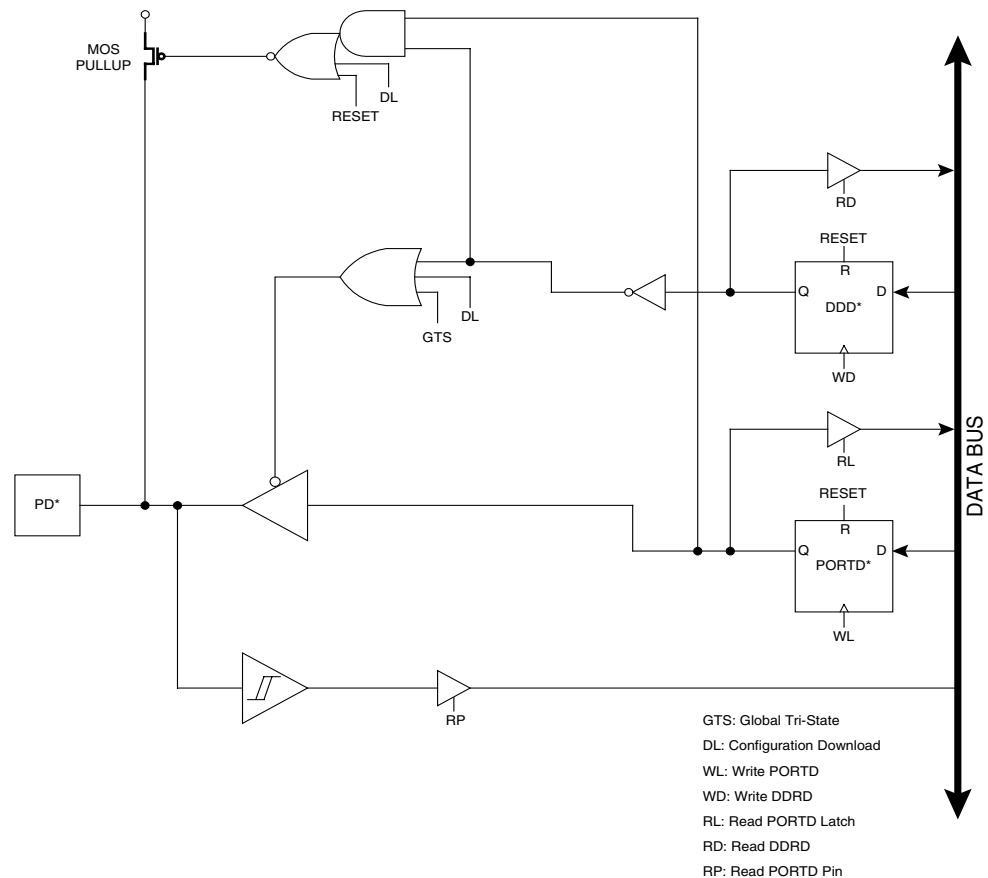 MOS
PULLUP
DL
RESET
RD
RESET
R
Q
D
DDD*
DL
GTS
WD
RL
DATA BUS
RESET
PD*
R
Q
D
PORTD*
WL
RP
GTS: Global Tri-State
DL: Configuration Download
WL: Write PORTD
WD: Write DDRD
RL: Read PORTD Latch
RD: Read DDRD
RP: Read PORTD Pin